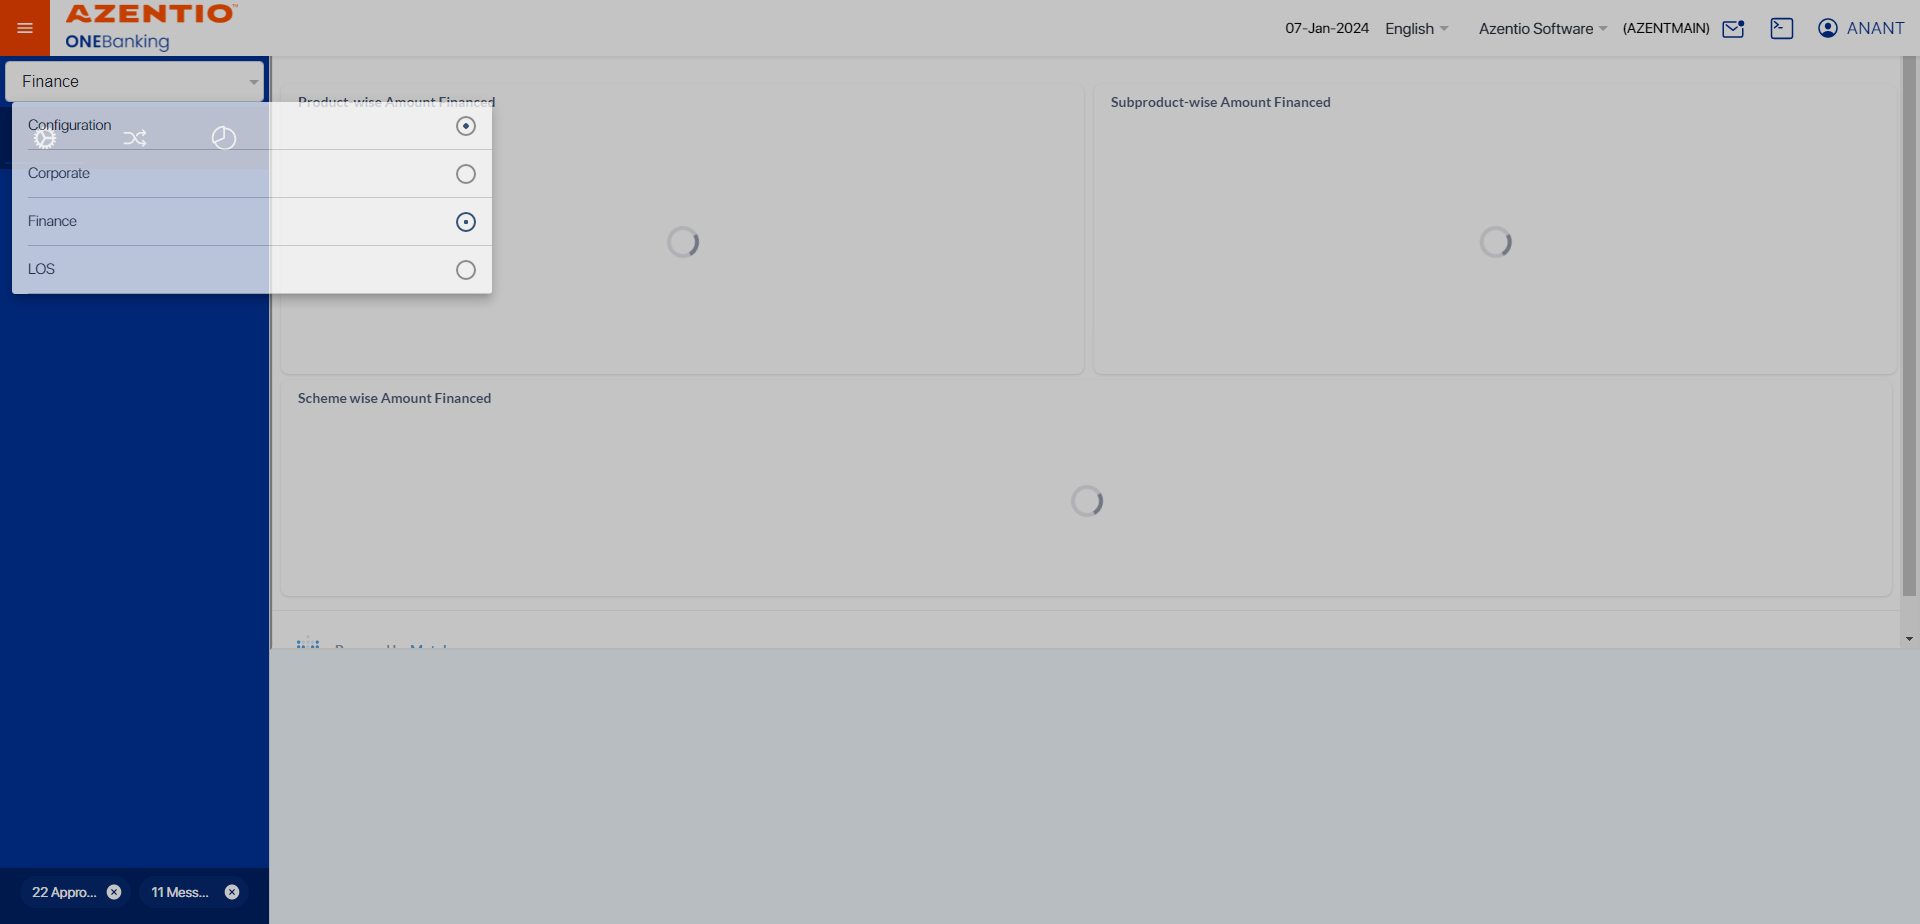 AZENTIO™
ONEBanking
07-Jan-2024
English
Azentio Software
(AZENTMAIN)
ANANT
Finance
Configuration
Corporate
Finance
LOS
Product-wise Amount Financed
Subproduct-wise Amount Financed
Scheme wise Amount Financed
22 Appro...
11 Mess...